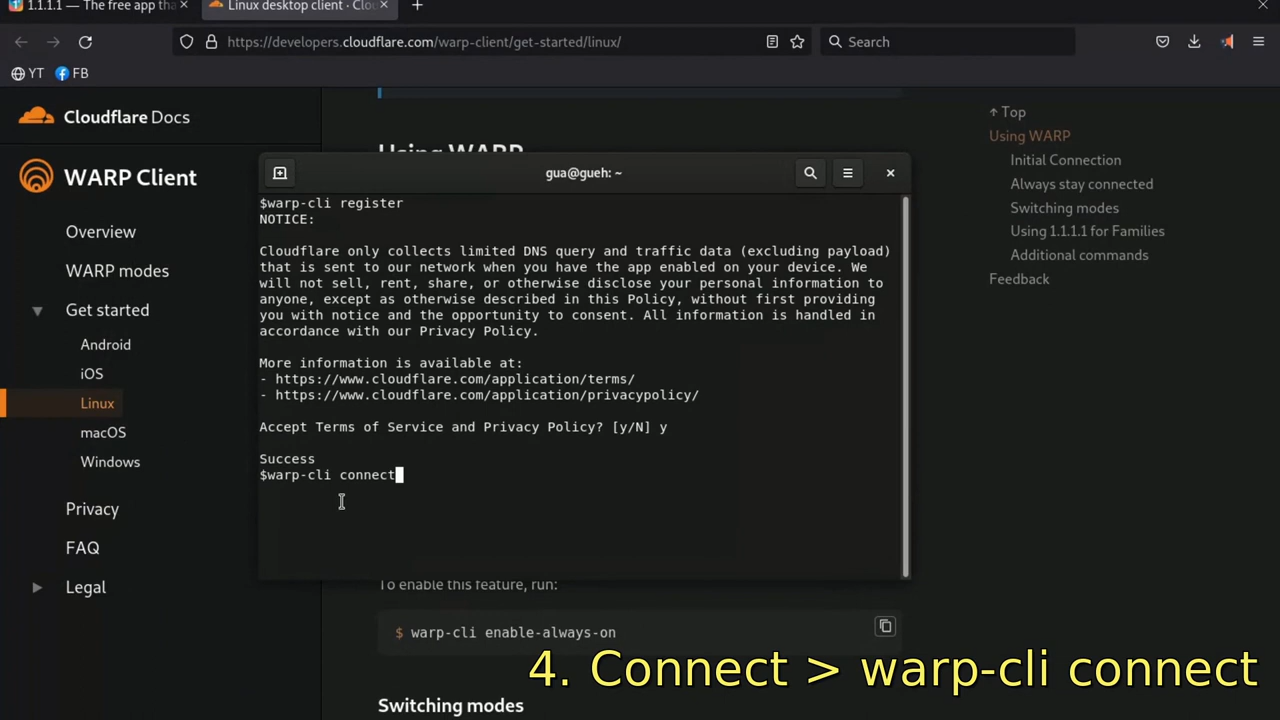 1.1.1.1 — The free app tha
Linux desktop client · Clou
https://developers.cloudflare.com/warp-client/get-started/linux/
Search
YT
FB
Cloudflare Docs
WARP Client
Overview
WARP modes
Get started
Android
iOS
Linux
macOS
Windows
Privacy
FAQ
Legal
Using WARP
gua@gueh: ~
$warp-cli register
NOTICE:
Cloudflare only collects limited DNS query and traffic data (excluding payload)
that is sent to our network when you have the app enabled on your device. We
will not sell, rent, share, or otherwise disclose your personal information to
anyone, except as otherwise described in this Policy, without first providing
you with notice and the opportunity to consent. All information is handled in
accordance with our Privacy Policy.
More information is available at:
- https://www.cloudflare.com/application/terms/
- https://www.cloudflare.com/application/privacypolicy/
Accept Terms of Service and Privacy Policy? [y/N] y
Success
$warp-cli connect
To enable this feature, run:
$ warp-cli enable-always-on
Switching modes
↑ Top
Using WARP
Initial Connection
Always stay connected
Switching modes
Using 1.1.1.1 for Families
Additional commands
Feedback
4. Connect > warp-cli connect